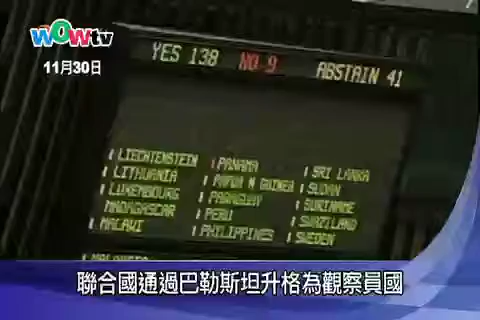 WOWtv
11月30日
YES 138 NO 9 ABSTAIN 41
LIECHTENSTEIN PANAMA SRI LANKA
LITHUANIA PAPUA N GUINEA SUDAN
LUXEMBOURG PARAGUAY SURINAME
MADAGASCAR PERU SWAZILAND
MALAWI PHILIPPINES SWEDEN
MALAYSIA
聯合國通過巴勒斯坦升格為觀察員國